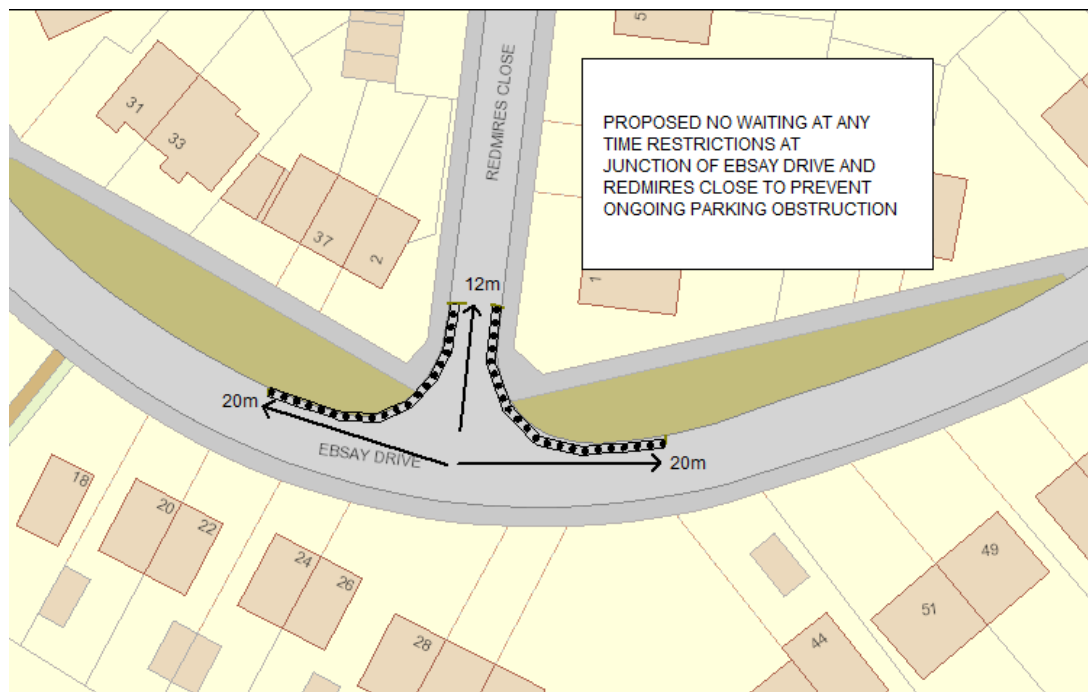 5
REDMIRES CLOSE
31
33
37
2
PROPOSED NO WAITING AT ANY
TIME RESTRICTIONS AT
JUNCTION OF EBSAY DRIVE AND
REDMIRES CLOSE TO PREVENT
ONGOING PARKING OBSTRUCTION
1
12m
20m
EBSAY DRIVE
20m
18
20
22
24
26
28
44
49
51